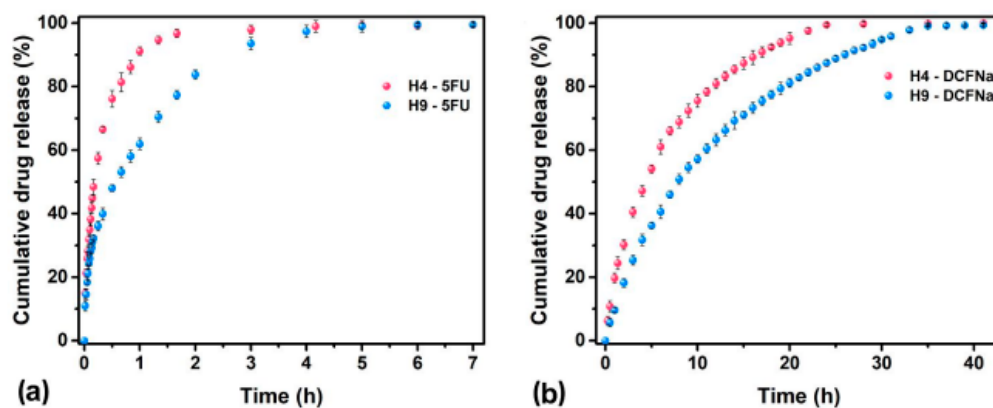 Cumulative drug release (%)
100
80
60
40
20
0
H4 - 5FU
H9 - 5FU
0 1 2 3 4 5 6 7
Time (h)
(a)
Cumulative drug release (%)
100
80
60
40
20
0
H4 - DCFNa
H9 - DCFNa
0 10 20 30 40
Time (h)
(b)